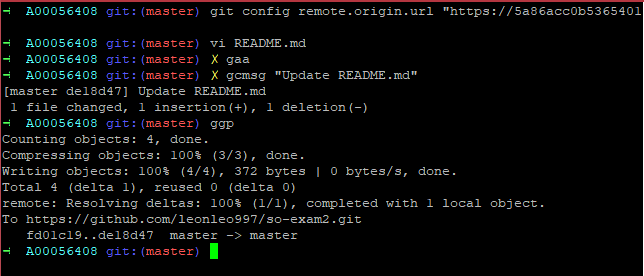 → A00056408 git:(master) git config remote.origin.url "https://5a86acc0b5365401
→ A00056408 git:(master) vi README.md
→ A00056408 git:(master) ✗ gaa
→ A00056408 git:(master) ✗ gcmsg "Update README.md"
[master de18d47] Update README.md
 1 file changed, 1 insertion(+), 1 deletion(-)
→ A00056408 git:(master) ggp
Counting objects: 4, done.
Compressing objects: 100% (3/3), done.
Writing objects: 100% (4/4), 372 bytes | 0 bytes/s, done.
Total 4 (delta 1), reused 0 (delta 0)
remote: Resolving deltas: 100% (1/1), completed with 1 local object.
To https://github.com/leonleo997/so-exam2.git
   fd01c19..de18d47  master -> master
→ A00056408 git:(master)